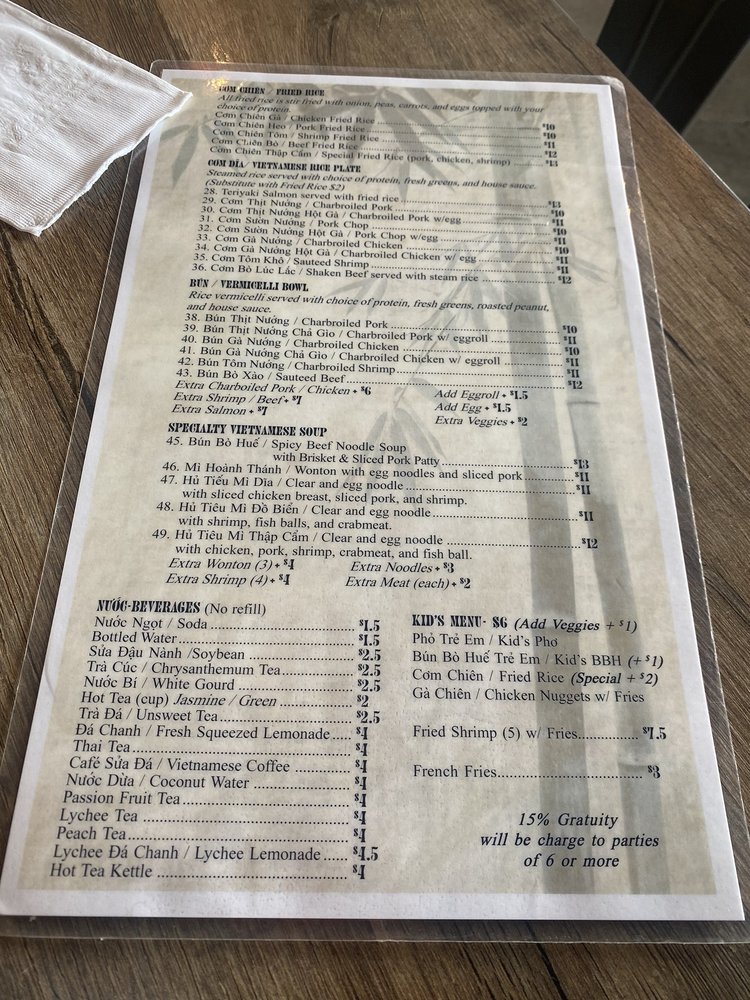 COM CHIEN / FRIED RICE
All fried rice is stir fried with onion, peas, carrots, and eggs topped with your
choice of protein.
Cơm Chiên Gà / Chicken Fried Rice $10
Cơm Chiên Heo / Pork Fried Rice $10
Cơm Chiên Tôm / Shrimp Fried Rice $11
Cơm Chiên Bò / Beef Fried Rice $12
Cơm Chiên Thập Cẩm / Special Fried Rice (pork, chicken, shrimp) $13
COM DĨA / VIETNAMESE RICE PLATE
Steamed rice served with choice of protein, fresh greens, and house sauce.
(Substitute with Fried Rice $2)
28. Teriyaki Salmon served with fried rice $13
29. Cơm Thịt Nướng / Charbroiled Pork $10
30. Cơm Thịt Nướng Hột Gà / Charbroiled Pork w/egg $11
31. Cơm Sườn Nướng / Pork Chop $10
32. Cơm Sườn Nướng Hột Gà / Pork Chop w/egg $11
33. Cơm Gà Nướng / Charbroiled Chicken $10
34. Cơm Gà Nướng Hột Gà / Charbroiled Chicken w/ egg $11
35. Cơm Tôm Khô / Sauteed Shrimp $11
36. Cơm Bò Lúc Lắc / Shaken Beef served with steam rice $12
BÚN / VERMICELLI BOWL
Rice vermicelli served with choice of protein, fresh greens, roasted peanut,
and house sauce.
38. Bún Thịt Nướng / Charbroiled Pork $10
39. Bún Thịt Nướng Chả Gìo / Charbroiled Pork w/ eggroll $11
40. Bún Gà Nướng / Charbroiled Chicken $10
41. Bún Gà Nướng Chả Gìo / Charbroiled Chicken w/ eggroll $11
42. Bún Tôm Nướng / Charbroiled Shrimp $11
43. Bún Bò Xào / Sauteed Beef $12
Extra Charboiled Pork / Chicken + $6 Add Eggroll + $1.5
Extra Shrimp / Beef + $7 Add Egg + $1.5
Extra Salmon + $7 Extra Veggies + $2
SPECIALTY VIETNAMESE SOUP
45. Bún Bò Huế / Spicy Beef Noodle Soup
with Brisket & Sliced Pork Patty $13
46. Mì Hoành Thánh / Wonton with egg noodles and sliced pork $11
47. Hủ Tiếu Mì Dĩa / Clear and egg noodle $11
with sliced chicken breast, sliced pork, and shrimp.
48. Hủ Tiêu Mì Đồ Biển / Clear and egg noodle $11
with shrimp, fish balls, and crabmeat.
49. Hủ Tiêu Mì Thập Cẩm / Clear and egg noodle $12
with chicken, pork, shrimp, crabmeat, and fish ball.
Extra Wonton (3) + $4 Extra Noodles + $3
Extra Shrimp (4) + $4 Extra Meat (each) + $2
NƯỚC-BEVERAGES (No refill)
Nước Ngọt / Soda $1.5
Bottled Water $1.5
Sửa Đậu Nành /Soybean $2.5
Trà Cúc / Chrysanthemum Tea $2.5
Nước Bí / White Gourd $2.5
Hot Tea (cup) Jasmine / Green $2
Trà Đá / Unsweet Tea $2.5
Đá Chanh / Fresh Squeezed Lemonade $4
Thai Tea $4
Café Sửa Đá / Vietnamese Coffee $4
Nước Dừa / Coconut Water $4
Passion Fruit Tea $4
Lychee Tea $4
Peach Tea $4
Lychee Đá Chanh / Lychee Lemonade $4.5
Hot Tea Kettle $4
KID'S MENU- $6 (Add Veggies + $1)
Phở Trẻ Em / Kid's Phơ
Bún Bò Huế Trẻ Em / Kid's BBH (+ $1)
Cơm Chiên / Fried Rice (Special + $2)
Gà Chiên / Chicken Nuggets w/ Fries
Fried Shrimp (5) w/ Fries $7.5
French Fries $3
15% Gratuity
will be charge to parties
of 6 or more